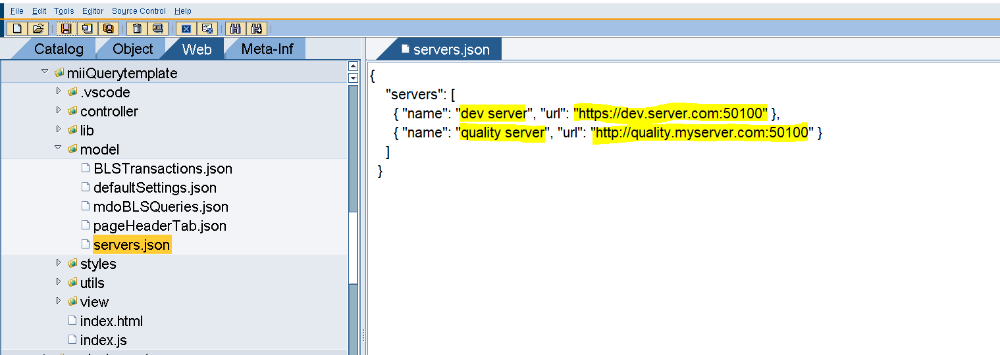 File Edit Tools Editor Source Control Help
Catalog Object Web Meta-Inf
servers.json
miiQuerytemplate
.vscode
controller
lib
model
BLSTransactions.json
defaultSettings.json
mdoBLSQueries.json
pageHeaderTab.json
servers.json
styles
utils
view
index.html
index.js
{
"servers": [
{ "name": "dev server", "url": "https://dev.server.com:50100" },
{ "name": "quality server", "url": "http://quality.myserver.com:50100" }
]
}